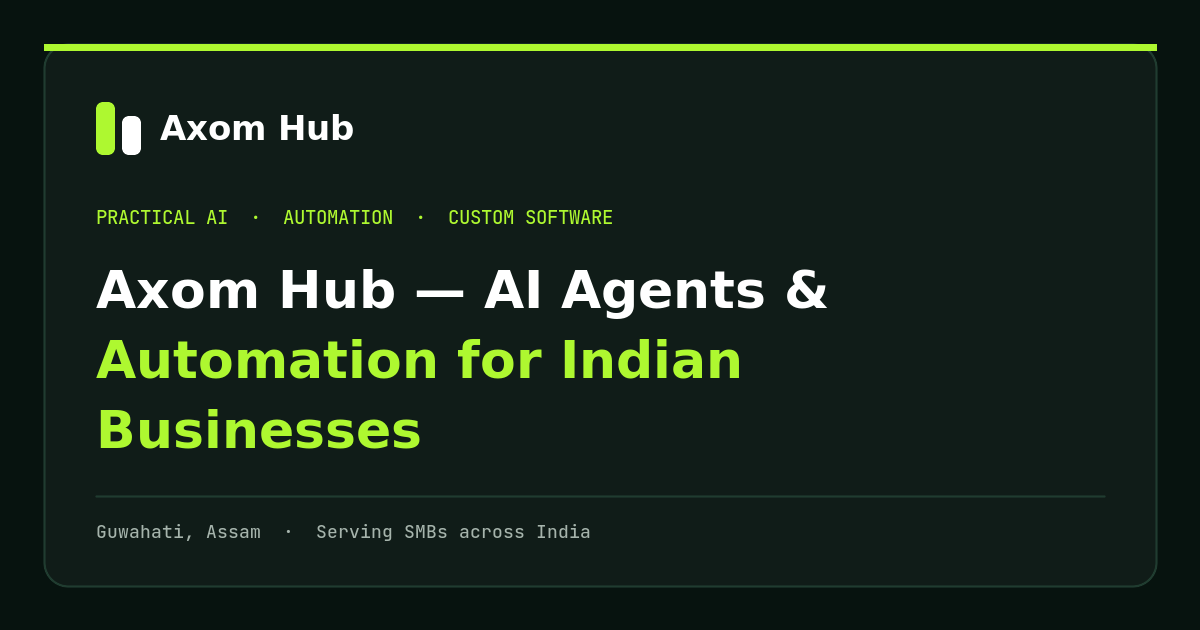 Axom Hub
PRACTICAL AI · AUTOMATION · CUSTOM SOFTWARE
Axom Hub — AI Agents &
Automation for Indian
Businesses
Guwahati, Assam · Serving SMBs across India